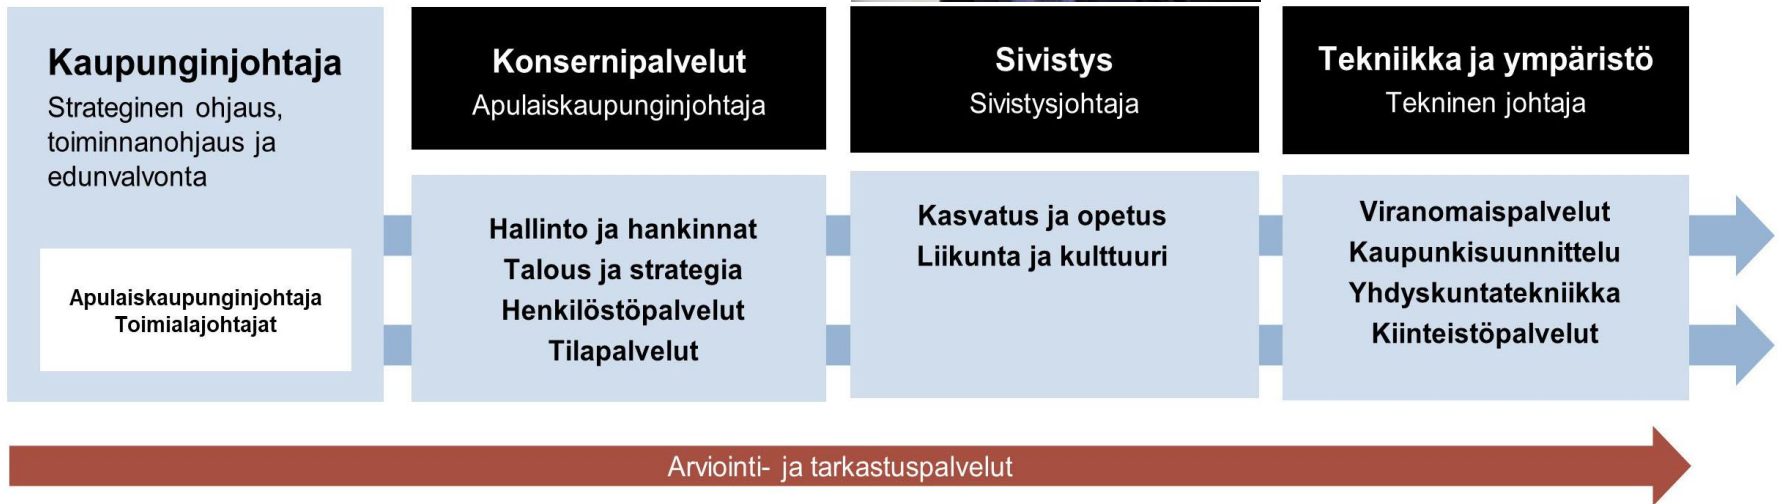 Kaupunginjohtaja
Strateginen ohjaus,
toiminnanohjaus ja
edunvalvonta
Apulaiskaupunginjohtaja
Toimialajohtajat
Konsernipalvelut
Apulaiskaupunginjohtaja
Hallinto ja hankinnat
Talous ja strategia
Henkilöstöpalvelut
Tilapalvelut
Sivistys
Sivistysjohtaja
Kasvatus ja opetus
Liikunta ja kulttuuri
Tekniikka ja ympäristö
Tekninen johtaja
Viranomaispalvelut
Kaupunkisuunnittelu
Yhdyskuntatekniikka
Kiinteistöpalvelut
Arviointi- ja tarkastuspalvelut